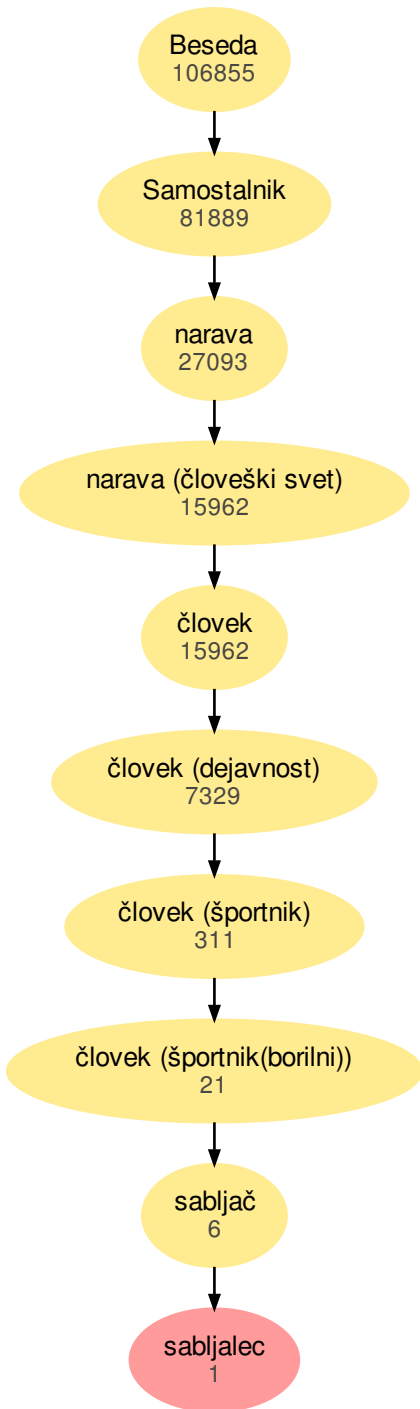 Beseda
106855
Samostalnik
81889
narava
27093
narava (človeški svet)
15962
človek
15962
človek (dejavnost)
7329
človek (športnik)
311
človek (športnik(borilni))
21
sabljač
6
sabljalec
1